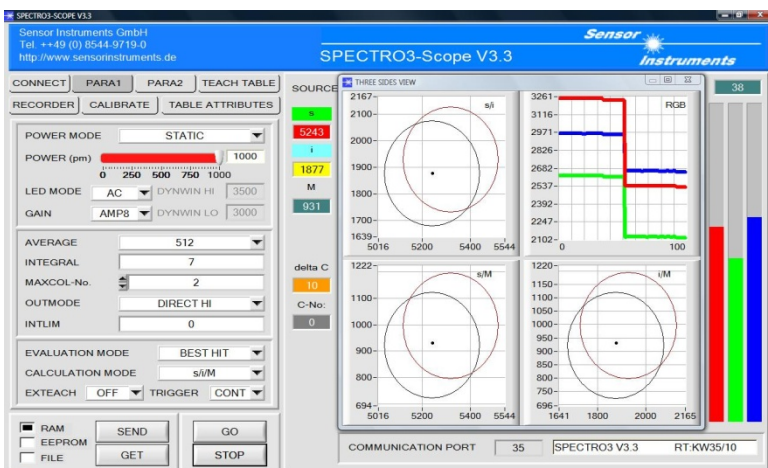 SPECTRO3-SCOPE V3.3
Sensor Instruments GmbH
Tel. ++49 (0) 8544-9719-0
http://www.sensorinstruments.de
SPECTRO3-Scope V3.3
Sensor
Instruments
CONNECT PARA1 PARA2 TEACH TABLE
RECORDER CALIBRATE TABLE ATTRIBUTES
POWER MODE STATIC
POWER (pm) 1000
0 250 500 750 1000
LED MODE AC DYNWIN HI 3500
GAIN AMP8 DYNWIN LO 3000
AVERAGE 512
INTEGRAL 7
MAXCOL-No. 2
OUTMODE DIRECT HI
INTLIM 0
EVALUATION MODE BEST HIT
CALCULATION MODE s/i/M
EXTEACH OFF TRIGGER CONT
RAM
EEPROM
FILE
SEND GO
GET STOP
SOURCE
s
5243
i
1877
M
931
delta C
10
C-No:
0
THREE SIDES VIEW
s/i
2167-
2100-
2000-
1900-
1800-
1700-
1639-
5016 5200 5400 5544
RGB
3261-
3116-
2971-
2826-
2682-
2537-
2392-
2247-
2102-
0 100
s/M
1222-
1100-
1000-
900-
800-
694-
5016 5200 5400 5544
i/M
1220-
1150-
1100-
1050-
1000-
950-
900-
850-
800-
750-
696-
1641 1800 2000 2165
38
COMMUNICATION PORT 35 SPECTRO3 V3.3 RT:KW35/10